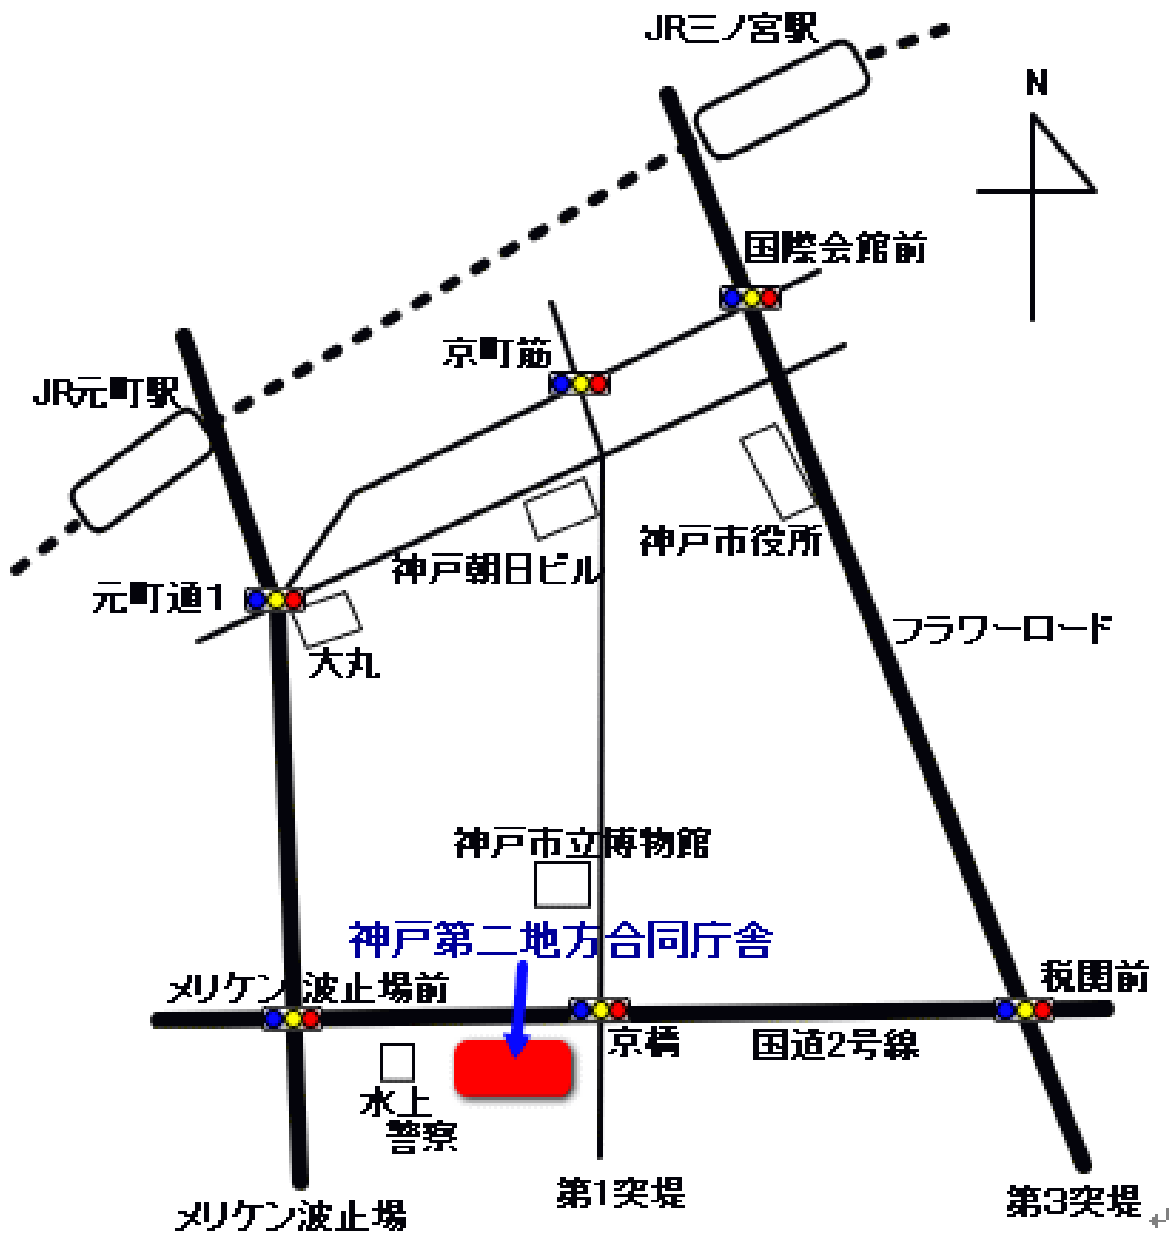 JR三ノ宮駅
N
国際会館前
京町筋
JR元町駅
神戸市役所
神戸朝日ビル
元町通1
フラワーロード
大丸
神戸市立博物館
神戸第二地方合同庁舎
税関前
メリケン波止場前
京橋
国道2号線
水上
警察
第1突堤
第3突堤
メリケン波止場